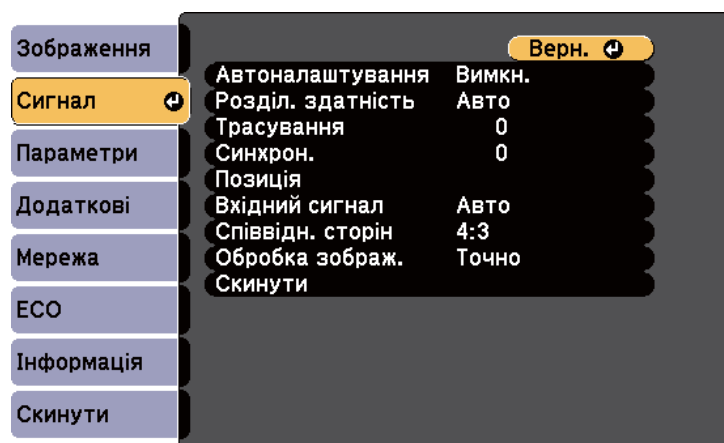 Зображення
Сигнал
Параметри
Додаткові
Мережа
ECO
Інформація
Скинути
Верн.
Автоналаштування Вимкн.
Розділ. здатність Авто
Трасування 0
Синхрон. 0
Позиція
Вхідний сигнал Авто
Співвідн. сторін 4:3
Обробка зображ. Точно
Скинути